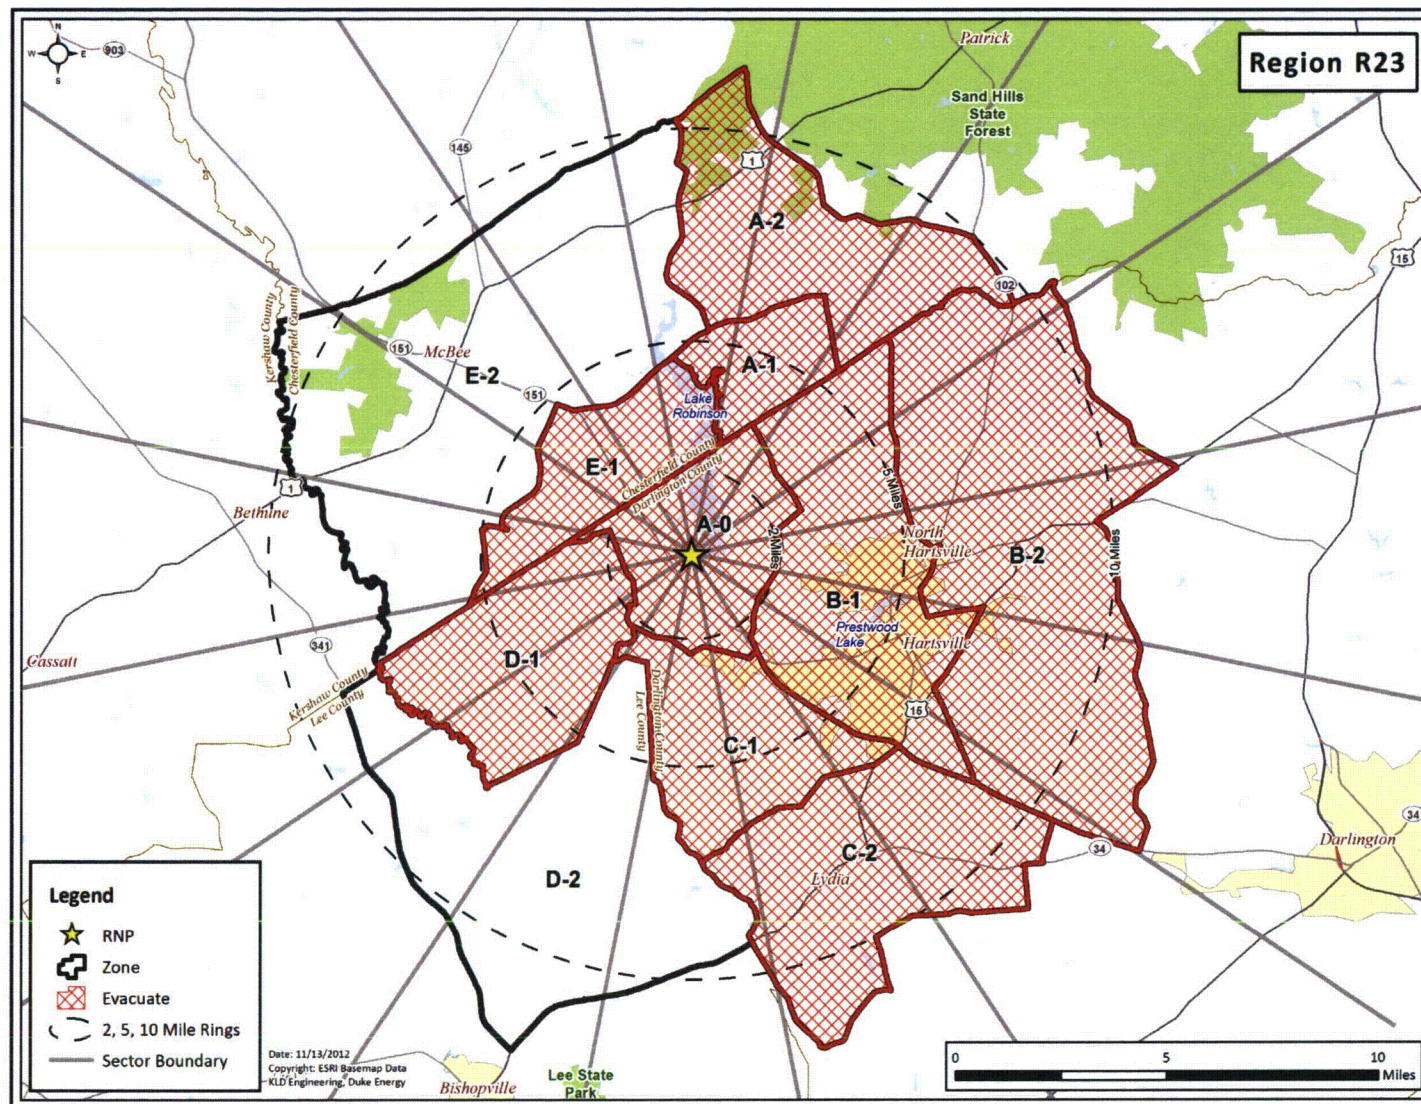 Region R23
N
W
E
S
903
Patrick
Sand Hills
State
Forest
145
1
A-2
15
102
Kershaw County
Chesterfield County
151
McBee
E-2
151
A-1
Lake
Robinson
E-1
Chesterfield County
Darlington County
5 Miles
1
Bethune
A-0
2 Miles
North
Hartsville
B-2
10 Miles
B-1
Prestwood
Lake
Hartsville
341
Cassatt
D-1
Kershaw County
Lee County
Darlington County
Lee County
15
C-1
34
Darlington
34
C-2
Lydia
D-2
Legend
RNP
Zone
Evacuate
2, 5, 10 Mile Rings
Sector Boundary
Date: 11/13/2012
Copyright: ESRI Basemap Data
KLD Engineering, Duke Energy
Bishopville
Lee State
Park
0 5 10
Miles